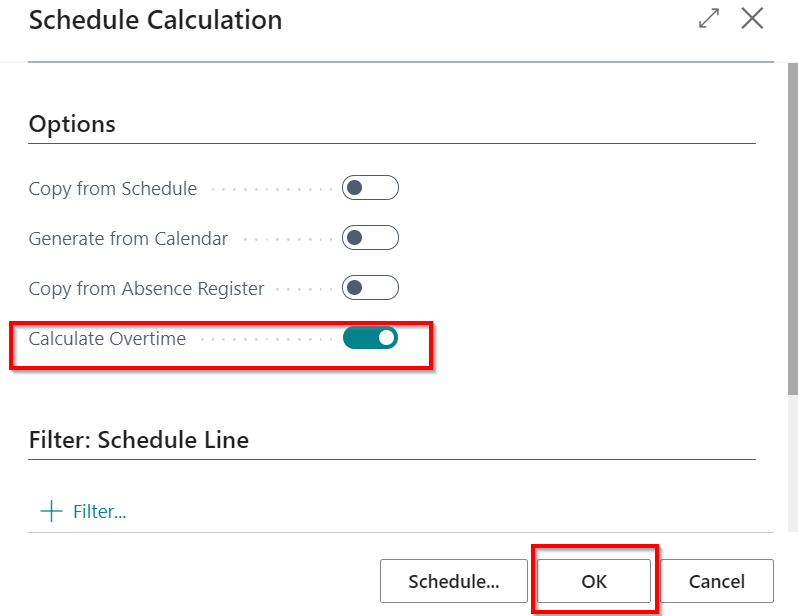 Schedule Calculation
Options
Copy from Schedule
Generate from Calendar
Copy from Absence Register
Calculate Overtime
Filter: Schedule Line
Filter...
Schedule... OK Cancel